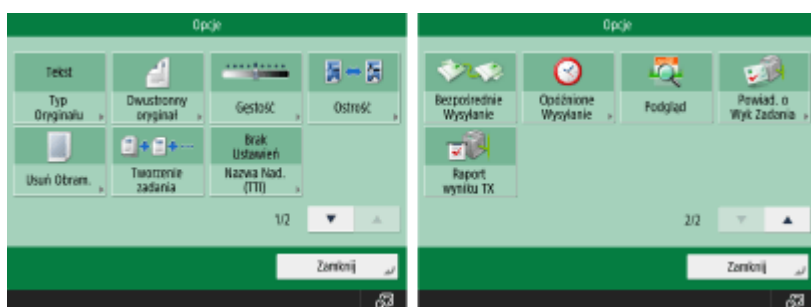 Opcje
Tekst
Typ
Oryginału
Dwustronny
oryginał
Gęstość
Ostrość
Usuń Obram.
Tworzenie
zadania
Brak
Ustawień
Nazwa Nad.
(TTI)
1/2
Zamknij
Opcje
Bezpośrednie
Wysyłanie
Opóźnione
Wysyłanie
Podgląd
Powiad. o
Wyk Zadania
Raport
wyniku TX
2/2
Zamknij